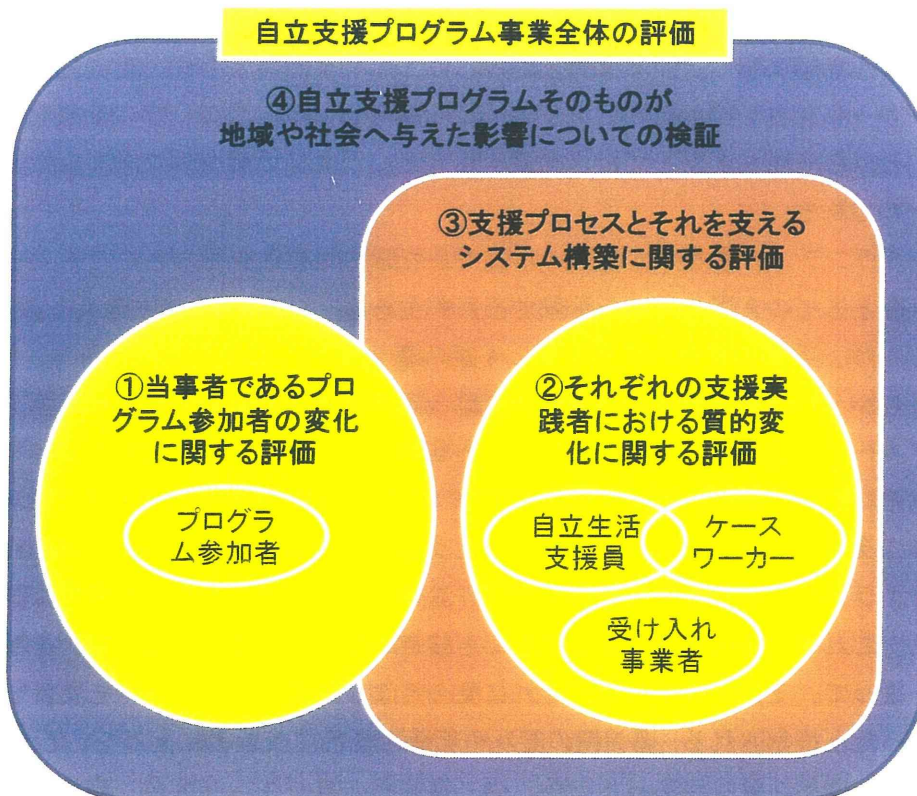 自立支援プログラム事業全体の評価
④自立支援プログラムそのものが
地域や社会へ与えた影響についての検証
③支援プロセスとそれを支える
システム構築に関する評価
①当事者であるプロ
グラム参加者の変化
に関する評価
プログラ
ム参加者
②それぞれの支援実
践者における質的変
化に関する評価
自立生活
支援員
ケース
ワーカー
受け入れ
事業者